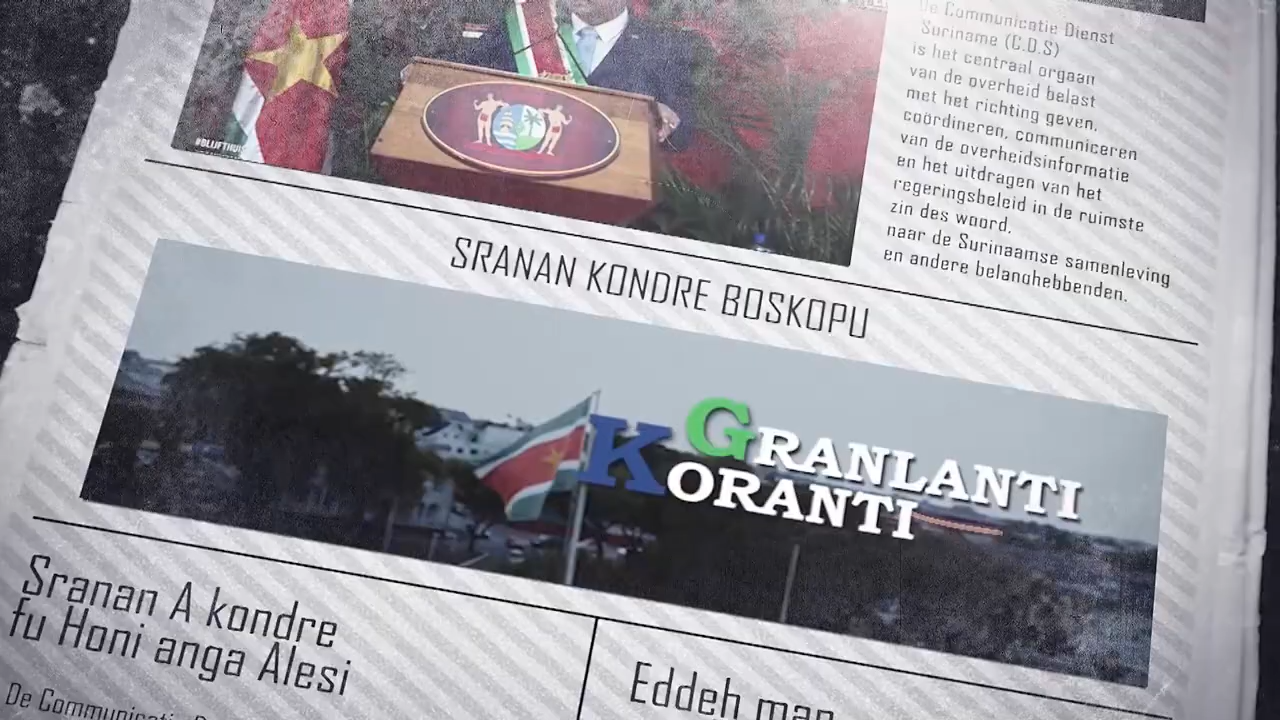 De Communicatie Dienst
Suriname (C.D.S)
is het centraal orgaan
van de overheid belast
met het richting geven,
coördineren, communiceren
van de overheidsinformatie
en het uitdragen van het
regeringsbeleid in de ruimste
zin des woord.
naar de Surinaamse samenleving
en andere belanghebbenden.
SRANAN KONDRE BOSKOPU
GRANLANTI
KORANTI
Sranan A kondre
fu Honi anga Alesi
De
Eddeh man